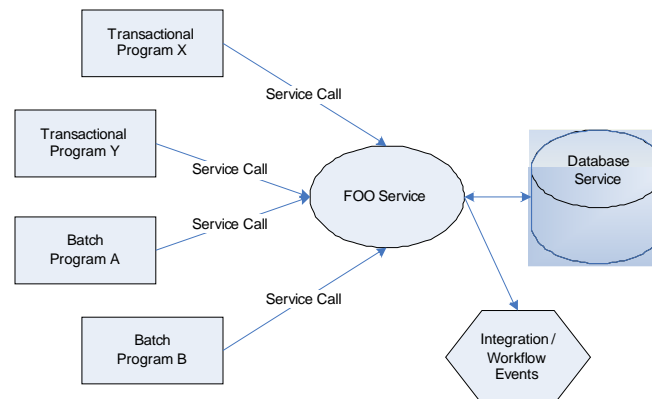 Transactional
Program X
Service Call
Transactional
Program Y
Service Call
Database
Service
FOO Service
Service Call
Batch
Program A
Service Call
Batch
Program B
Integration /
Workflow
Events